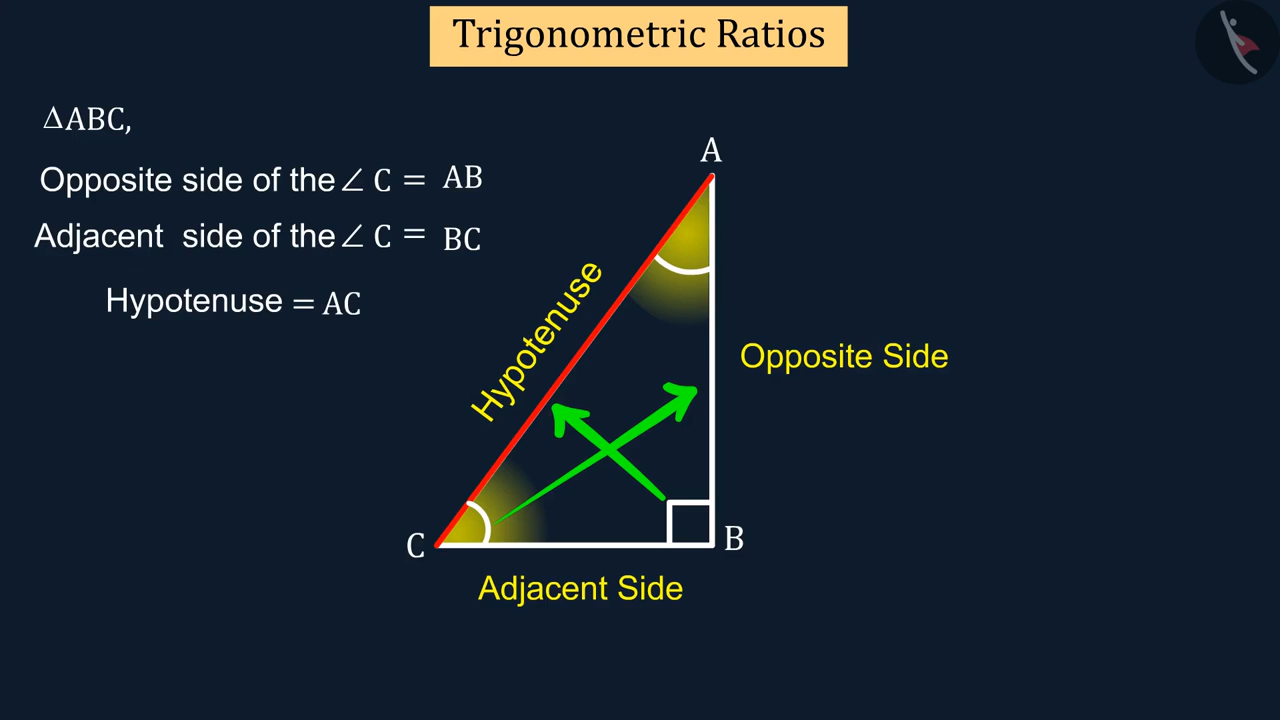 Trigonometric Ratios
ΔABC,
Opposite side of the ∠ C = AB
Adjacent side of the ∠ C = BC
Hypotenuse = AC
A
Hypotenuse
Opposite Side
C
B
Adjacent Side